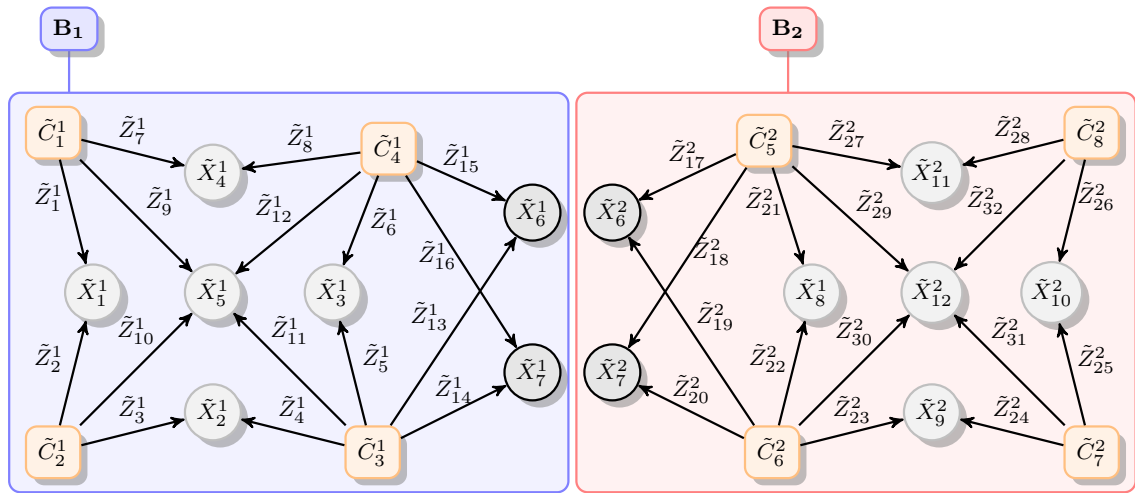 B₁
B₂
C̃₁¹
Z̃₇¹
Z̃₈¹
C̃₄¹
Z̃₁₅¹
X̃₄¹
Z̃₁¹
Z̃₉¹
Z̃₁₂¹
Z̃₆¹
X̃₆¹
Z̃₁₆¹
X̃₁¹
X̃₅¹
X̃₃¹
Z̃₁₃¹
Z̃₂¹
Z̃₁₀¹
Z̃₁₁¹
Z̃₅¹
X̃₇¹
Z̃₁₄¹
Z̃₃¹
X̃₂¹
Z̃₄¹
C̃₂¹
C̃₃¹
C̃₅²
Z̃₂₇²
Z̃₂₈²
C̃₈²
Z̃₁₇²
X̃₁₁²
Z̃₂₁²
Z̃₂₉²
Z̃₃₂²
Z̃₂₆²
X̃₆²
Z̃₁₈²
X̃₈¹
X̃₁₂²
X̃₁₀²
Z̃₁₉²
Z̃₃₀²
Z̃₃₁²
X̃₇²
Z̃₂₂²
Z̃₂₅²
Z̃₂₀²
Z̃₂₃²
X̃₉²
Z̃₂₄²
C̃₆²
C̃₇²